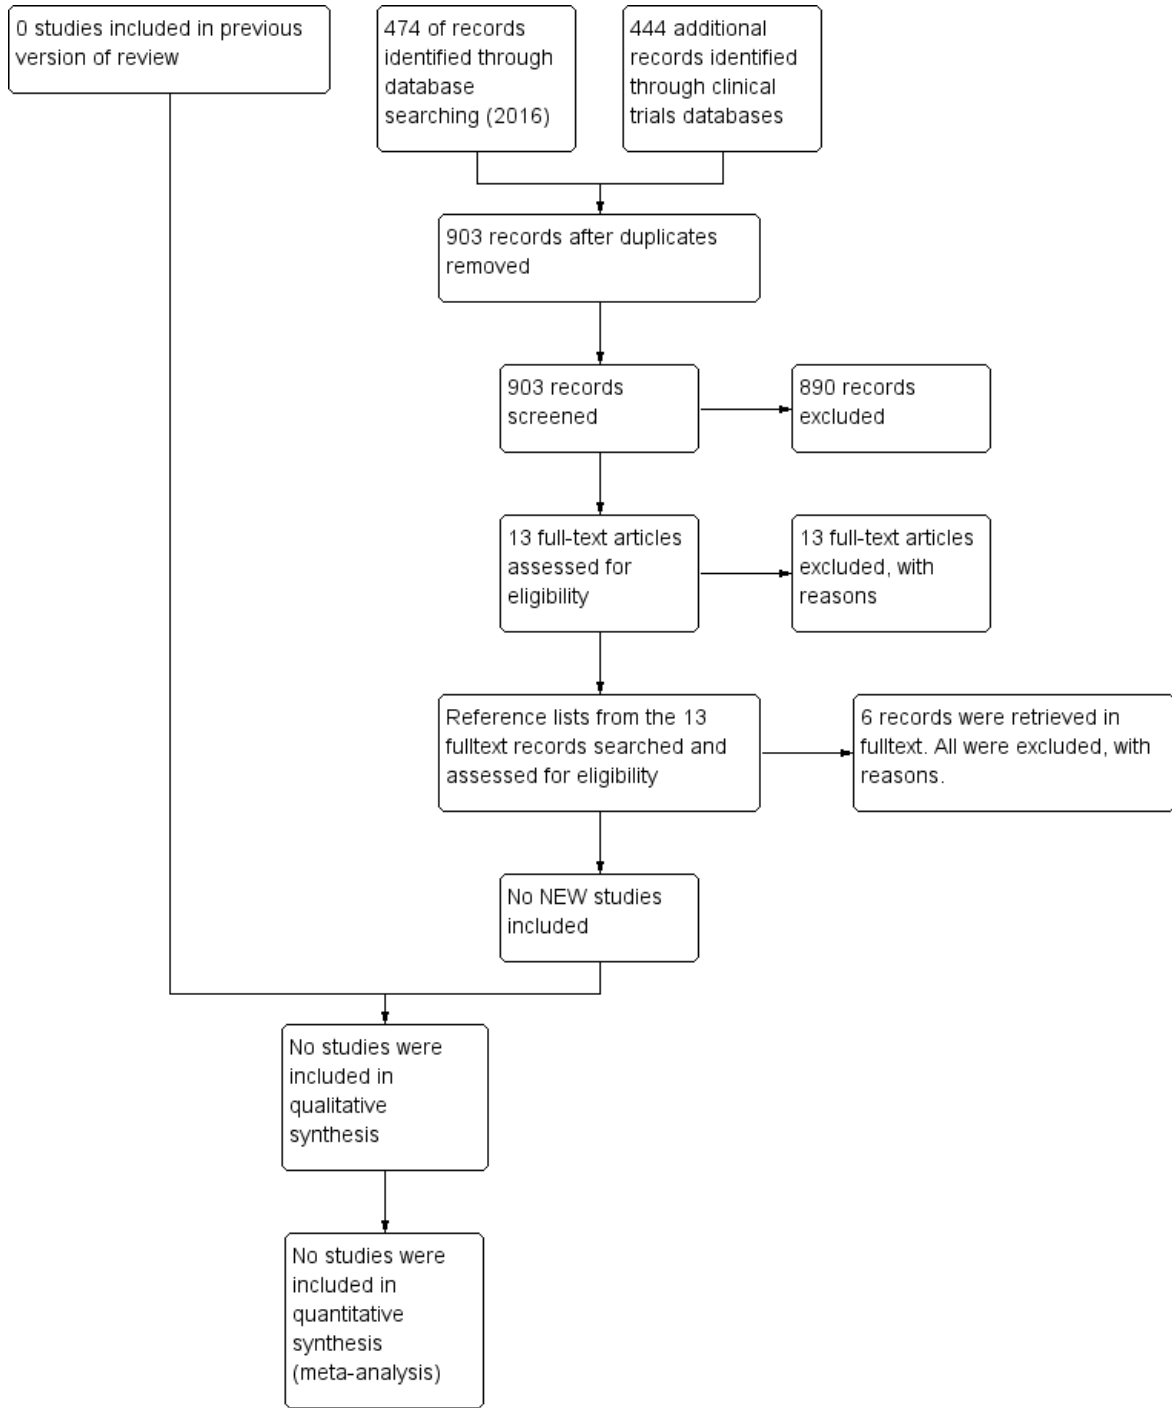 0 studies included in previous
version of review
474 of records
identified through
database
searching (2016)
444 additional
records identified
through clinical
trials databases
903 records after duplicates
removed
903 records
screened
890 records
excluded
13 full-text articles
assessed for
eligibility
13 full-text articles
excluded, with
reasons
Reference lists from the 13
fulltext records searched and
assessed for eligibility
6 records were retrieved in
fulltext. All were excluded, with
reasons.
No NEW studies
included
No studies were
included in
qualitative
synthesis
No studies were
included in
quantitative
synthesis
(meta-analysis)